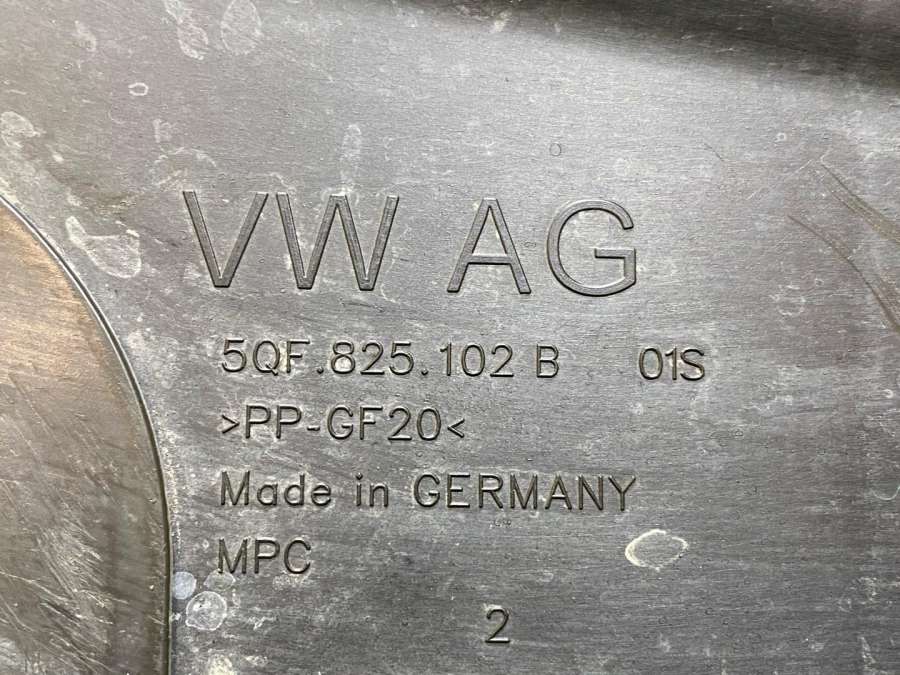 VW AG
5QF.825.102 B 01S
>PP-GF20<
Made in GERMANY
MPC
2